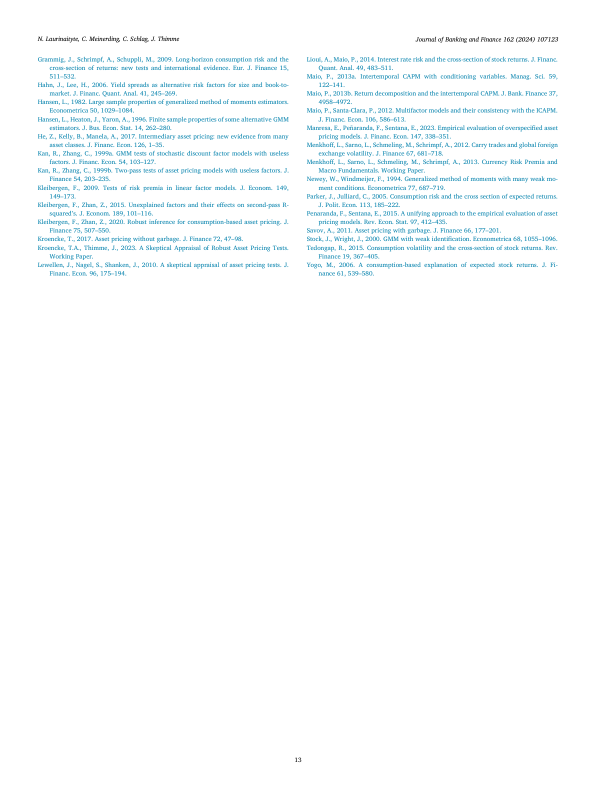 N. Laurinaityte, C. Meinerding, C. Schlag, J. Thimme
Journal of Banking and Finance 162 (2024) 107123
Grammig, J., Schrimpf, A., Schuppli, M., 2009. Long-horizon consumption risk and the
cross-section of returns: new tests and international evidence. Eur. J. Finance 15,
511–532.
Hahn, J., Lee, H., 2006. Yield spreads as alternative risk factors for size and book-to-
market. J. Financ. Quant. Anal. 41, 245–269.
Hansen, L., 1982. Large sample properties of generalized method of moments estimators.
Econometrica 50, 1029–1084.
Hansen, L., Heaton, J., Yaron, A., 1996. Finite sample properties of some alternative GMM
estimators. J. Bus. Econ. Stat. 14, 262–280.
He, Z., Kelly, B., Manela, A., 2017. Intermediary asset pricing: new evidence from many
asset classes. J. Financ. Econ. 126, 1–35.
Kan, R., Zhang, C., 1999a. GMM tests of stochastic discount factor models with useless
factors. J. Financ. Econ. 54, 103–127.
Kan, R., Zhang, C., 1999b. Two-pass tests of asset pricing models with useless factors. J.
Finance 54, 203–235.
Kleibergen, F., 2009. Tests of risk premia in linear factor models. J. Econom. 149,
149–173.
Kleibergen, F., Zhan, Z., 2015. Unexplained factors and their effects on second-pass R-
squared's. J. Econom. 189, 101–116.
Kleibergen, F., Zhan, Z., 2020. Robust inference for consumption-based asset pricing. J.
Finance 75, 507–550.
Kroencke, T., 2017. Asset pricing without garbage. J. Finance 72, 47–98.
Kroencke, T.A., Thimme, J., 2023. A Skeptical Appraisal of Robust Asset Pricing Tests.
Working Paper.
Lewellen, J., Nagel, S., Shanken, J., 2010. A skeptical appraisal of asset pricing tests. J.
Financ. Econ. 96, 175–194.
Lioui, A., Maio, P., 2014. Interest rate risk and the cross section of stock returns. J. Financ.
Quant. Anal. 49, 483–511.
Maio, P., 2013a. Intertemporal CAPM with conditioning variables. Manag. Sci. 59,
122–141.
Maio, P., 2013b. Return decomposition and the intertemporal CAPM. J. Bank. Finance 37,
4958–4972.
Maio, P., Santa-Clara, P., 2012. Multifactor models and their consistency with the ICAPM.
J. Financ. Econ. 106, 586–613.
Manresa, E., Peñaranda, F., Sentana, E., 2023. Empirical evaluation of overspecified asset
pricing models. J. Financ. Econ. 147, 338–351.
Menkhoff, L., Sarno, L., Schmeling, M., Schrimpf, A., 2012. Carry trades and global foreign
exchange volatility. J. Finance 67, 681–718.
Menkhoff, L., Sarno, L., Schmeling, M., Schrimpf, A., 2013. Currency Risk Premia and
Macro Fundamentals. Working Paper.
Newey, W., Windmeijer, F., 1994. Generalized method of moments with many weak mo-
ment conditions. Econometrica 77, 687–719.
Parker, J., Julliard, C., 2005. Consumption risk and the cross section of expected returns.
J. Polit. Econ. 113, 185–222.
Penaranda, F., Sentana, E., 2015. A unifying approach to the empirical evaluation of asset
pricing models. Rev. Econ. Stat. 97, 412–435.
Savov, A., 2011. Asset pricing with garbage. J. Finance 66, 177–201.
Stock, J., Wright, J., 2000. GMM with weak identification. Econometrica 68, 1055–1096.
Tedongap, R., 2015. Consumption volatility and the cross-section of stock returns. Rev.
Finance 19, 367–405.
Yogo, M., 2006. A consumption-based explanation of expected stock returns. J. Fi-
nance 61, 539–580.
13